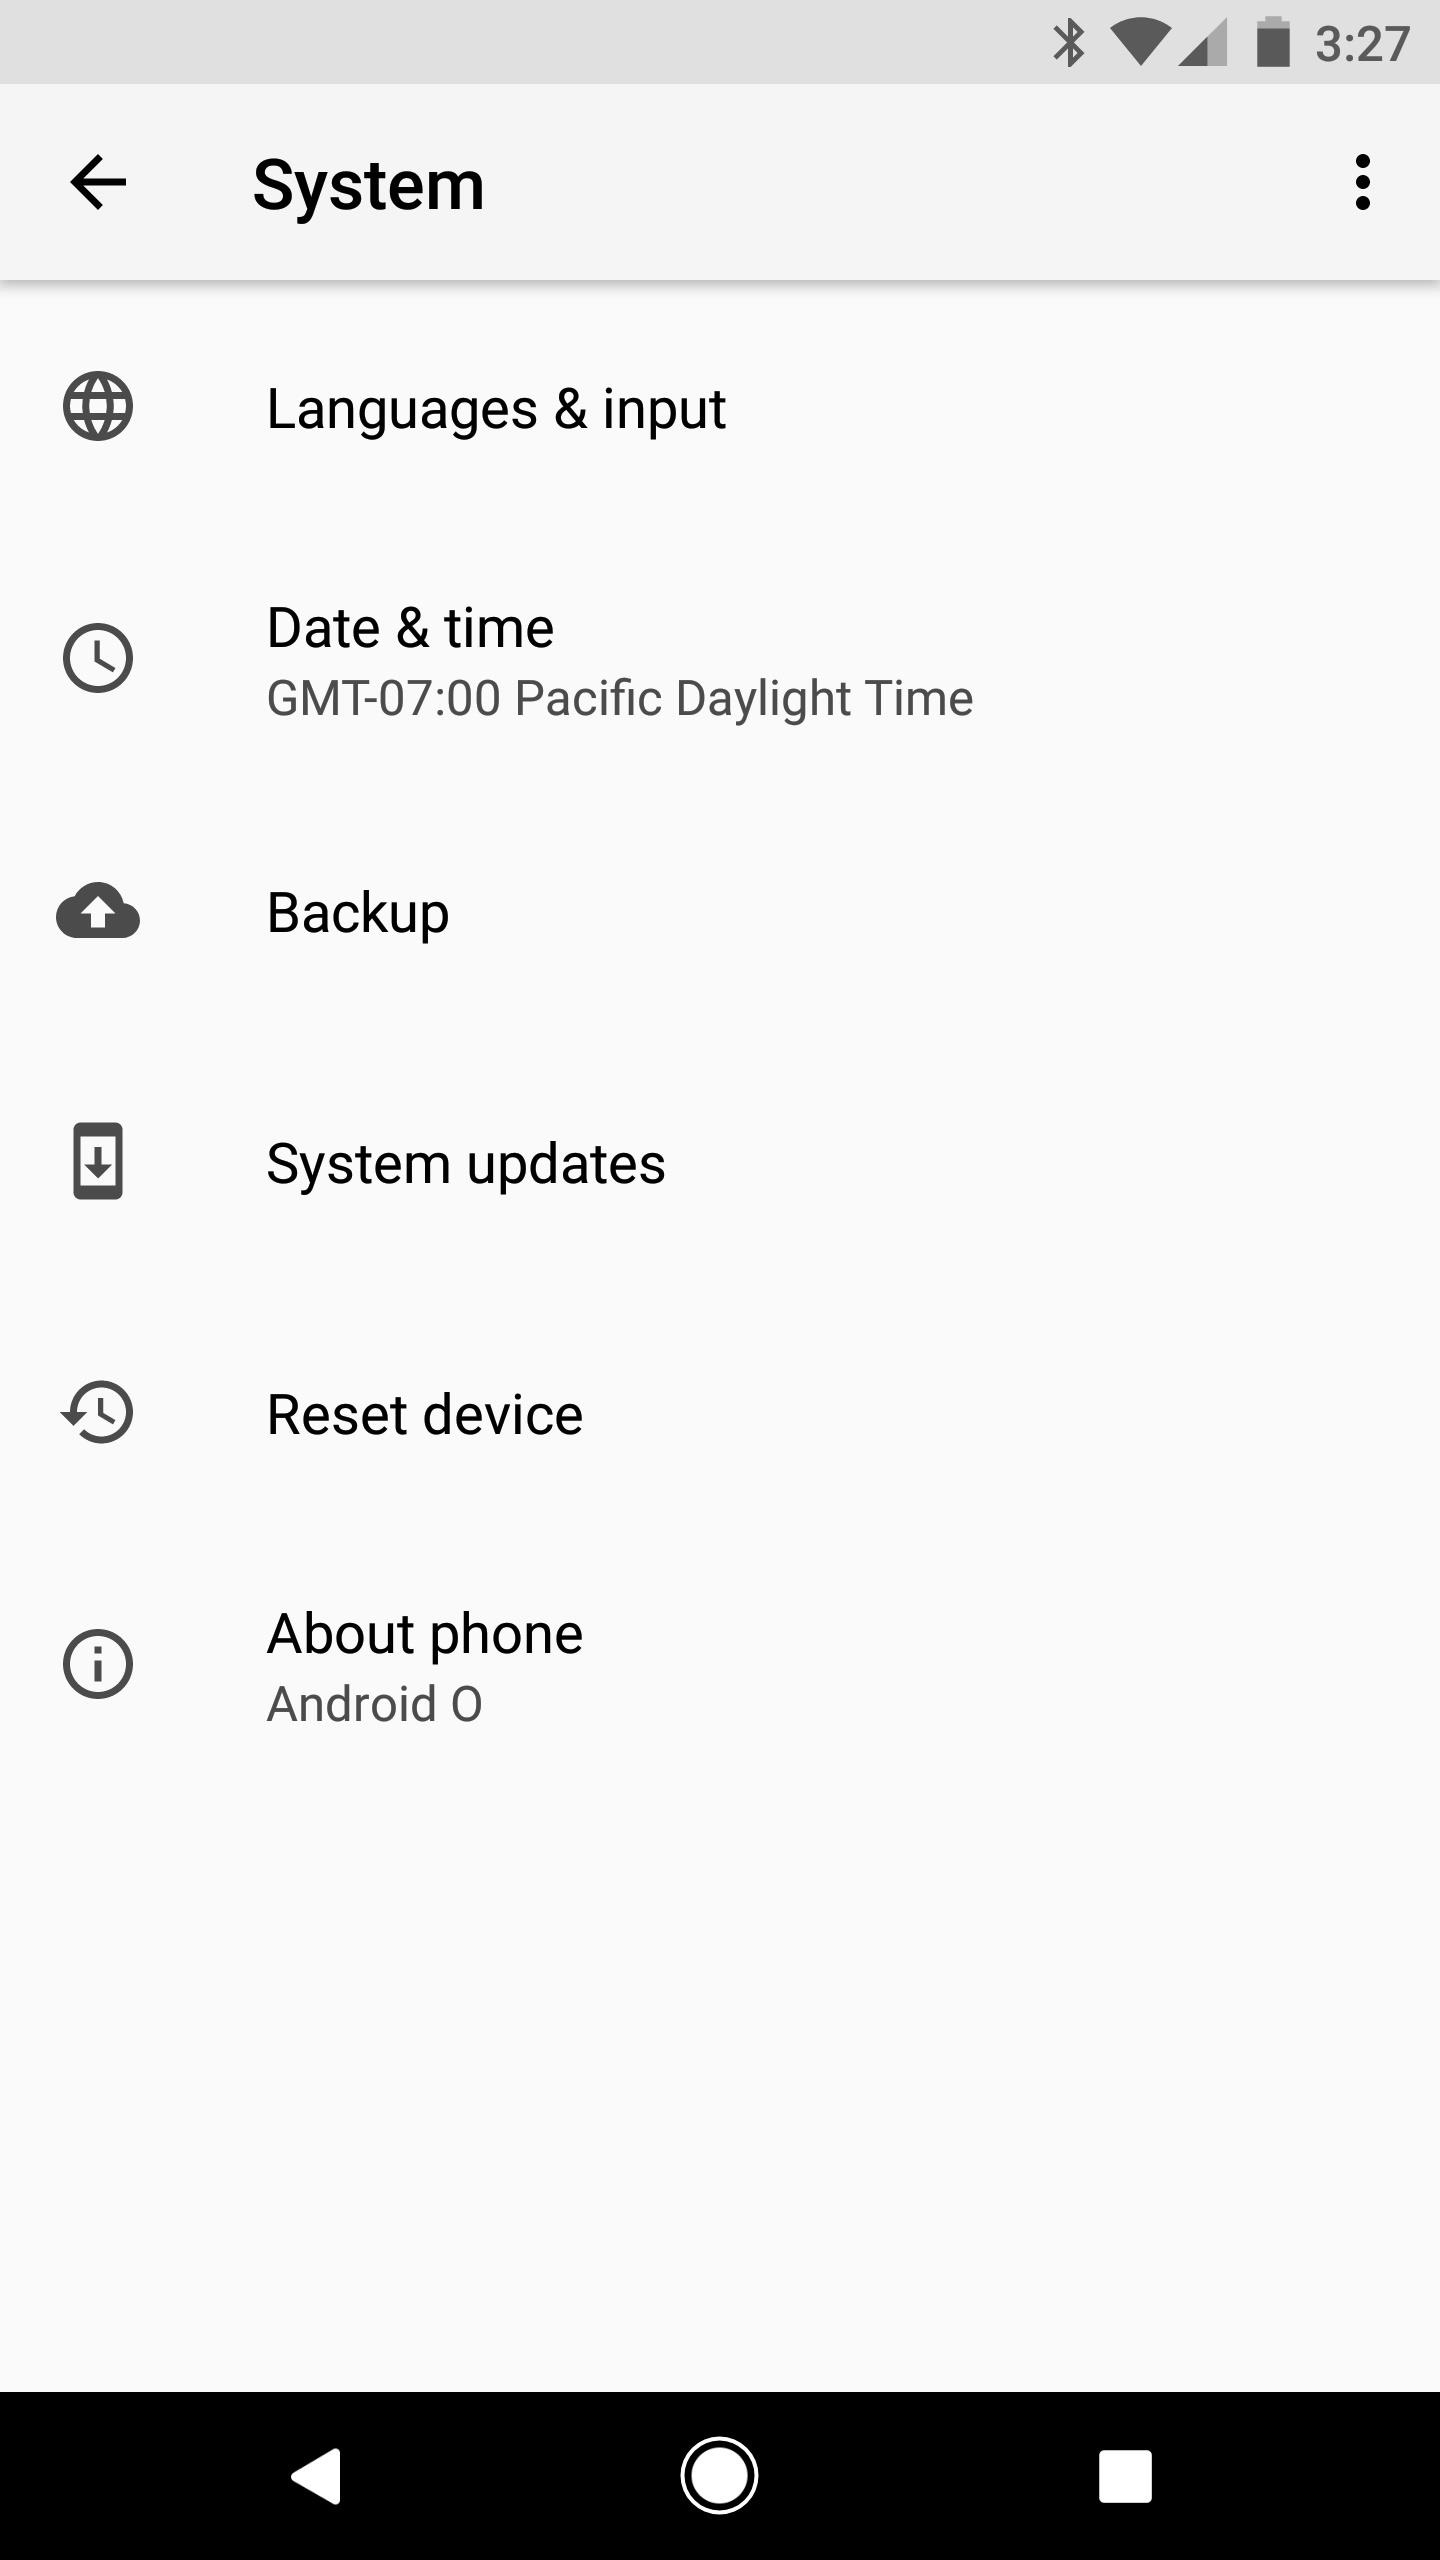 3:27
System
Languages & input
Date & time
GMT-07:00 Pacific Daylight Time
Backup
System updates
Reset device
About phone
Android O